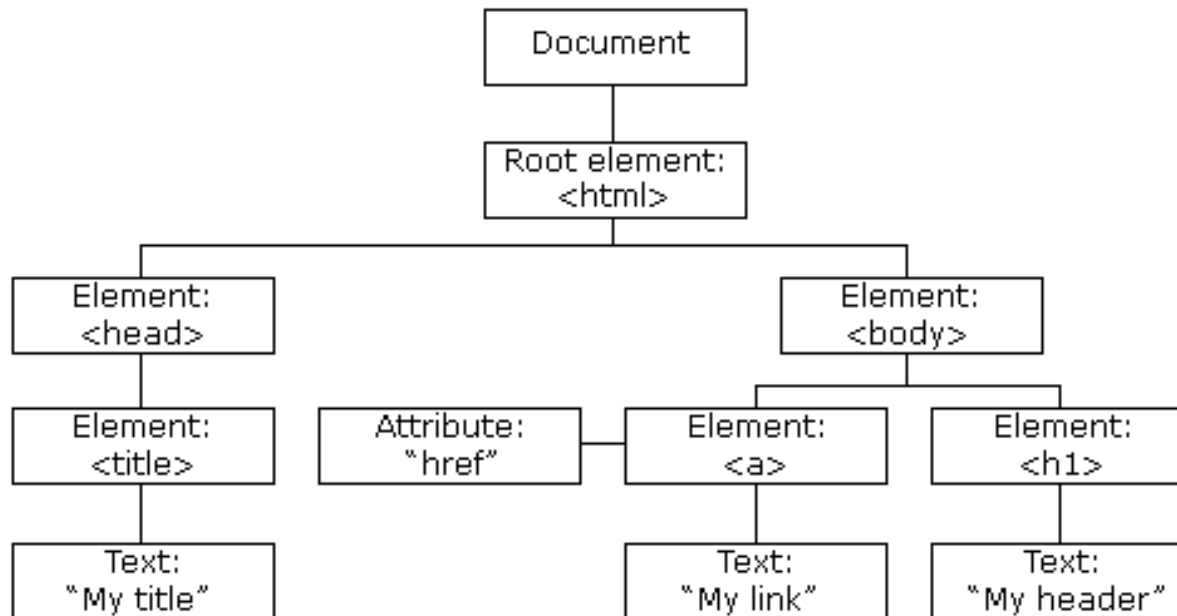 Document
Root element:
<html>
Element:
<head>
Element:
<body>
Element:
<title>
Attribute:
“href”
Element:
<a>
Element:
<h1>
Text:
“My title”
Text:
“My link”
Text:
“My header”